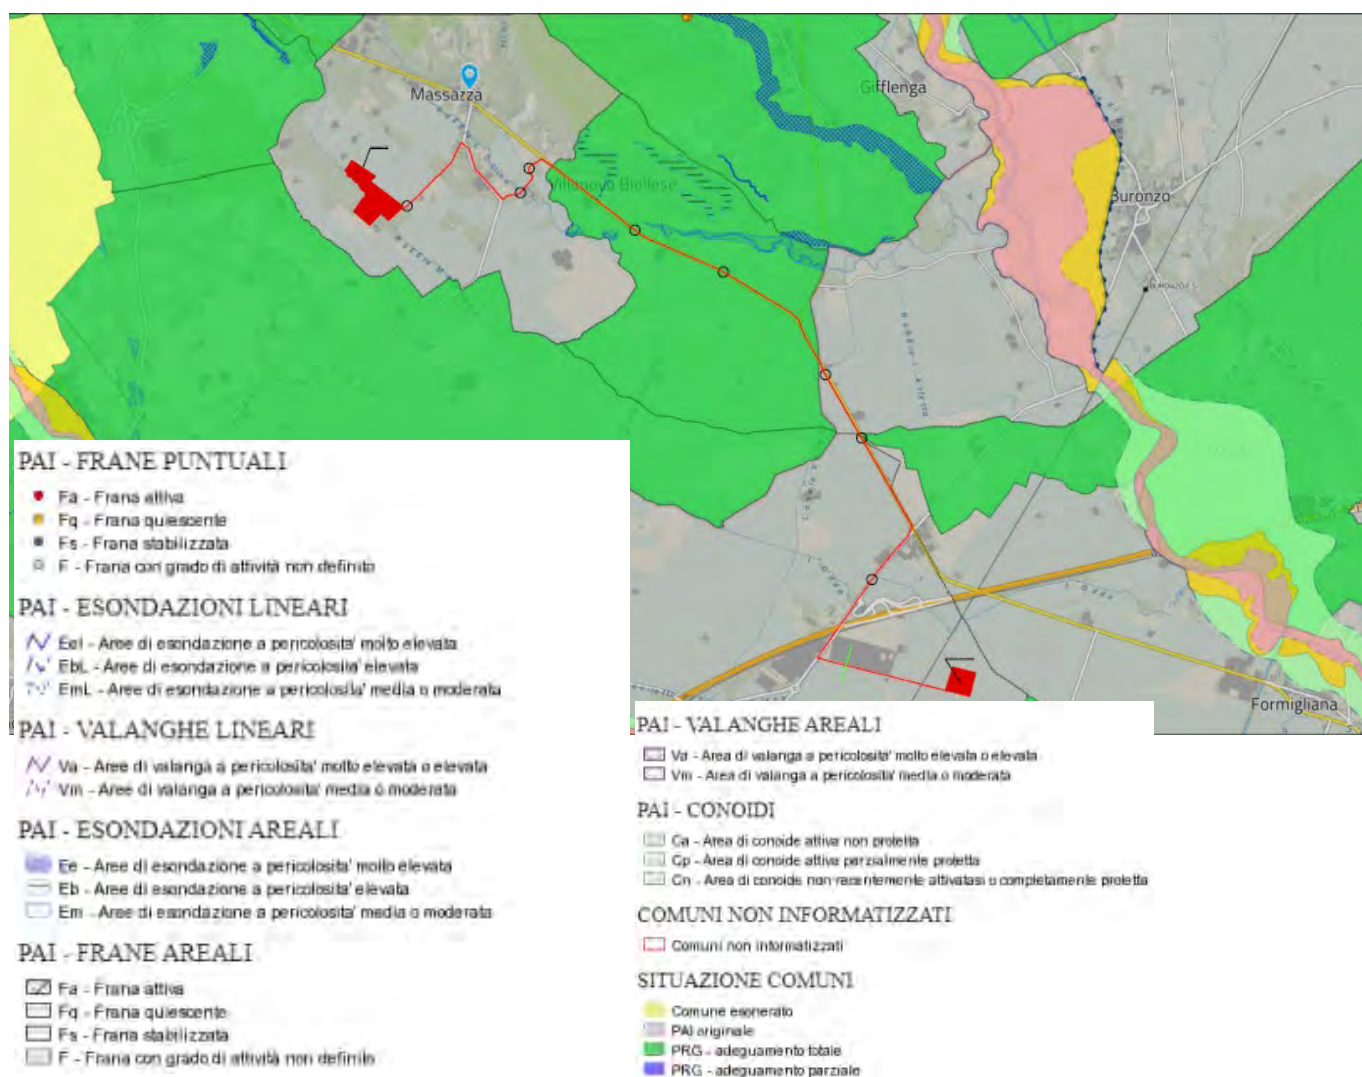 Massazza
Gifflenga
Villanova Biellese
Buronzo
Formigliana
PAI - FRANE PUNTUALI
Fa - Frana attiva
Fq - Frana quiescente
Fs - Frana stabilizzata
F - Frana con grado di attività non definito
PAI - ESONDAZIONI LINEARI
EeL - Aree di esondazione a pericolosita' molto elevata
EbL - Aree di esondazione a pericolosità elevata
EmL - Aree di esondazione a pericolosita' media o moderata
PAI - VALANGHE LINEARI
Va - Aree di valanga a pericolosita' molto elevata o elevata
Vm - Aree di valanga a pericolosita' media o moderata
PAI - ESONDAZIONI AREALI
Ee - Aree di esondazione a pericolosita' molto elevata
Eb - Aree di esondazione a pericolosita' elevata
Em - Aree di esondazione a pericolosita' media o moderata
PAI - FRANE AREALI
Fa - Frana attiva
Fq - Frana quiescente
Fs - Frana stabilizzata
F - Frana con grado di attività non definito
PAI - VALANGHE AREALI
Va - Area di valanga a pericolosita' molto elevata o elevata
Vm - Area di valanga a pericolosita' media o moderata
PAI - CONOIDI
Ca - Area di conoide attiva non protetta
Cp - Area di conoide attiva parzialmente protetta
Cn - Area di conoide non recentemente attivatasi o completamente protetta
COMUNI NON INFORMATIZZATI
Comuni non informatizzati
SITUAZIONE COMUNI
Comune esonerato
PAI originale
PRG - adeguamento totale
PRG - adeguamento parziale